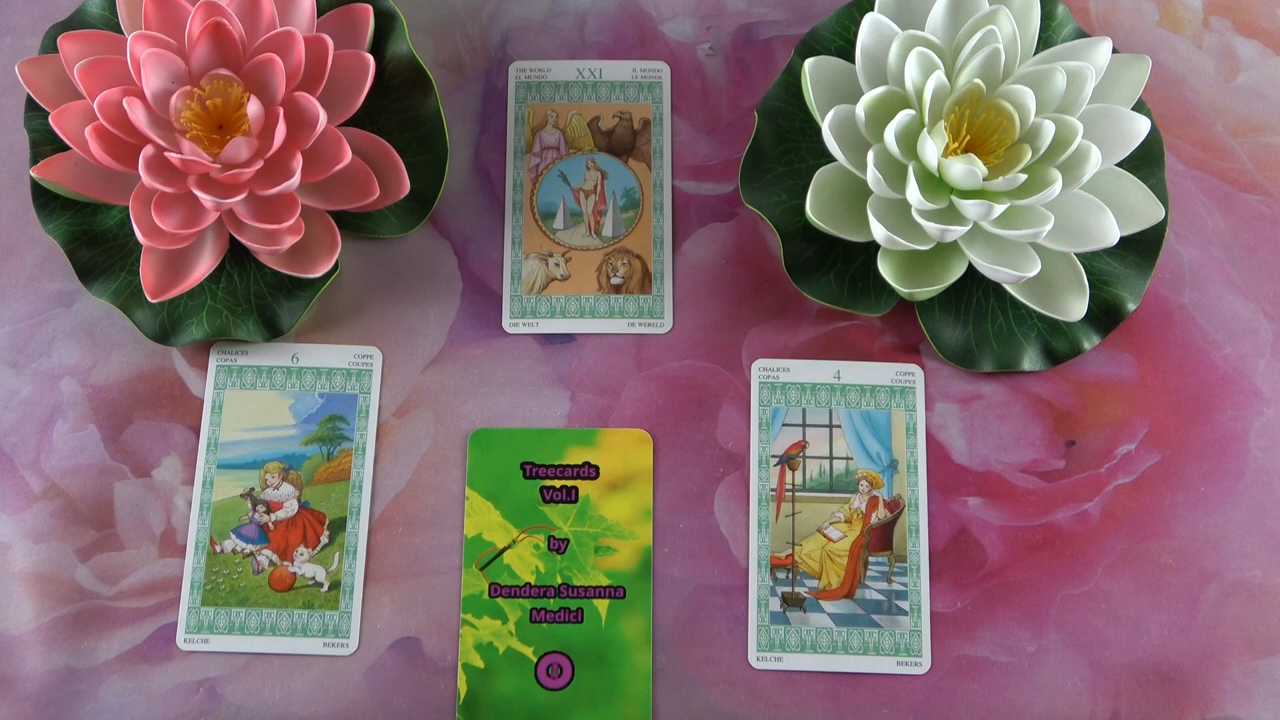 THE WORLD XXI IL MONDO
EL MUNDO LE MONDE
DIE WELT DE WERELD
CHALICES 6 COPPE
COPAS COUPES
KELCHE BEKERS
Treecards
Vol.I
by
Dendera Susanna
Medici
CHALICES 4 COPPE
COPAS COUPES
KELCHE BEKERS